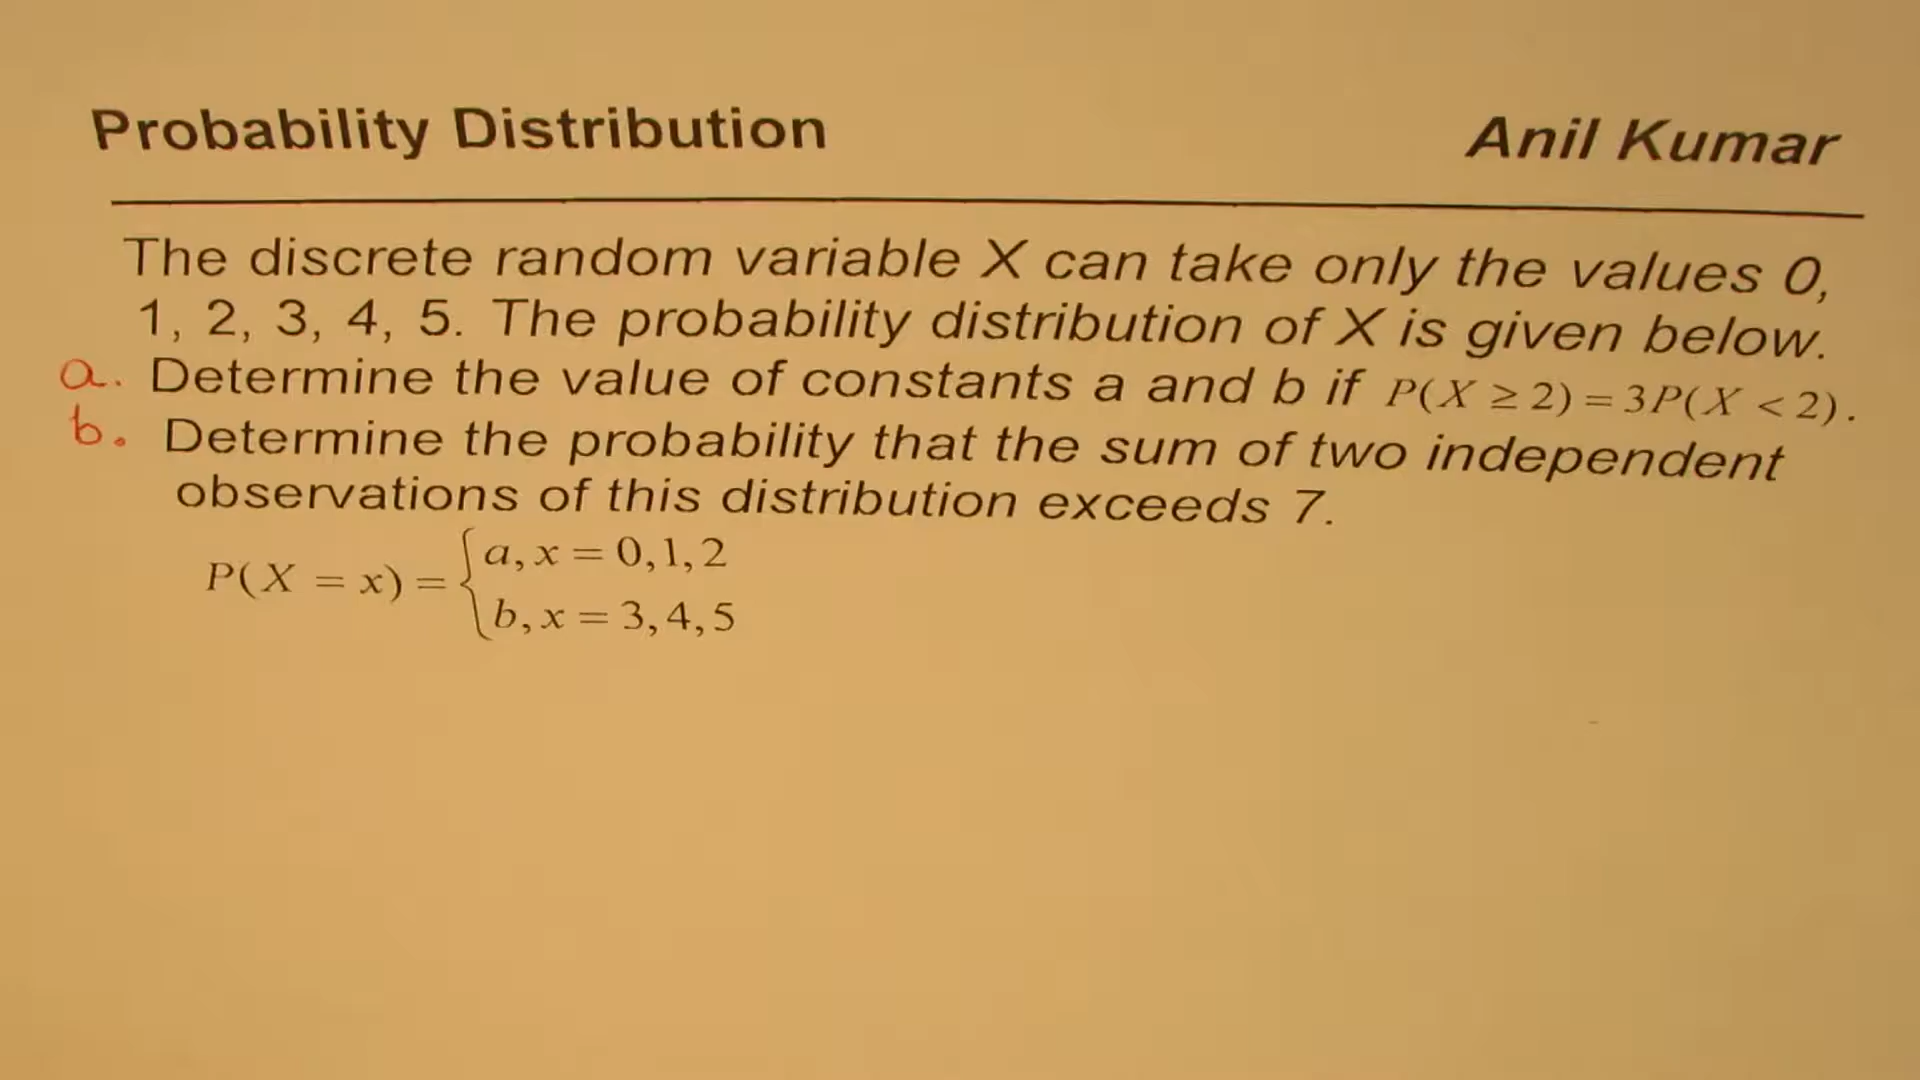 Probability Distribution Anil Kumar
The discrete random variable X can take only the values 0,
1, 2, 3, 4, 5. The probability distribution of X is given below.
a. Determine the value of constants a and b if P(X ≥ 2) = 3P(X < 2).
b. Determine the probability that the sum of two independent
observations of this distribution exceeds 7.
P(X = x) = { a, x = 0,1,2
b, x = 3,4,5